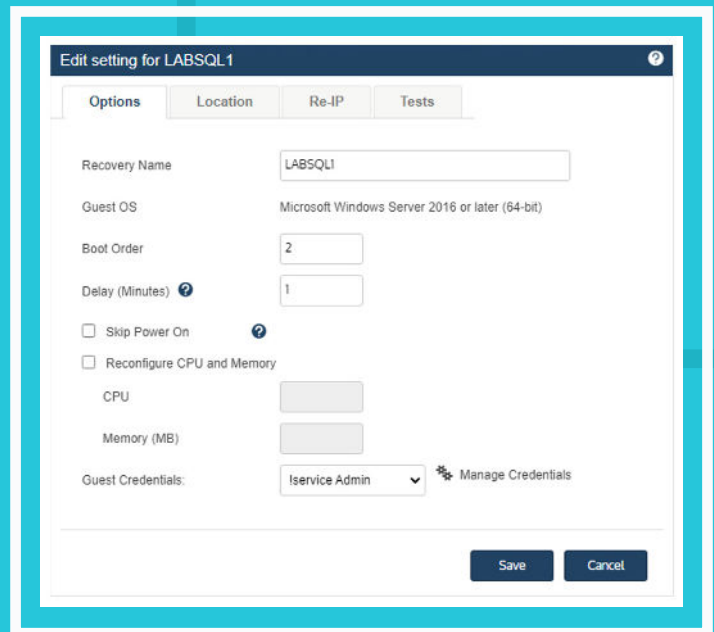 Edit setting for LABSQL1
Options Location Re-IP Tests
Recovery Name LABSQL1
Guest OS Microsoft Windows Server 2016 or later (64-bit)
Boot Order 2
Delay (Minutes) ? 1
Skip Power On ?
Reconfigure CPU and Memory
CPU
Memory (MB)
Guest Credentials: !service Admin Manage Credentials
Save Cancel